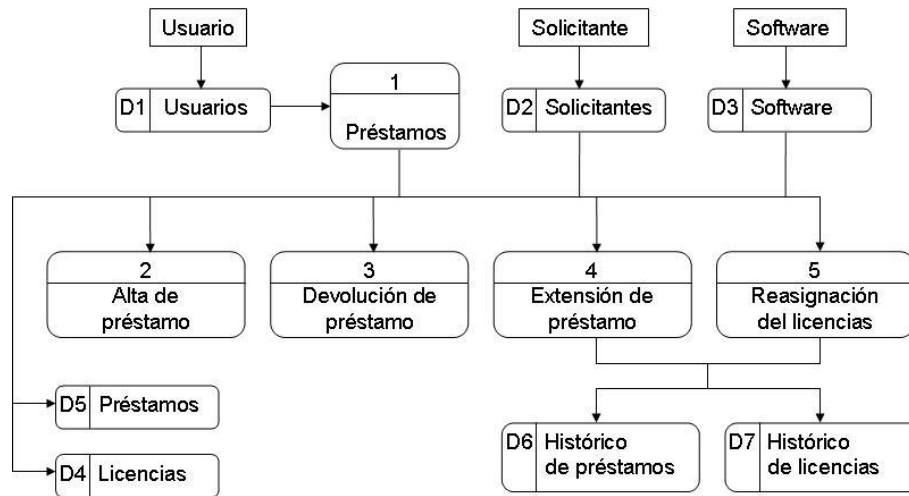 Usuario
Solicitante
Software
D1 Usuarios
1
Préstamos
D2 Solicitantes
D3 Software
2
Alta de
préstamo
3
Devolución de
préstamo
4
Extensión de
préstamo
5
Reasignación
del licencias
D5 Préstamos
D4 Licencias
D6 Histórico
de préstamos
D7 Histórico
de licencias